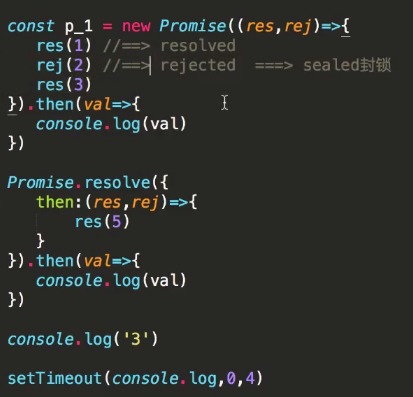 const p_1 = new Promise((res,rej)=>{
res(1) //==> resolved
rej(2) //==> rejected ===> sealed封锁
res(3)
}).then(val=>{
console.log(val)
})
Promise.resolve({
then:(res,rej)=>{
res(5)
}
}).then(val=>{
console.log(val)
})
console.log('3')
setTimeout(console.log,0,4)